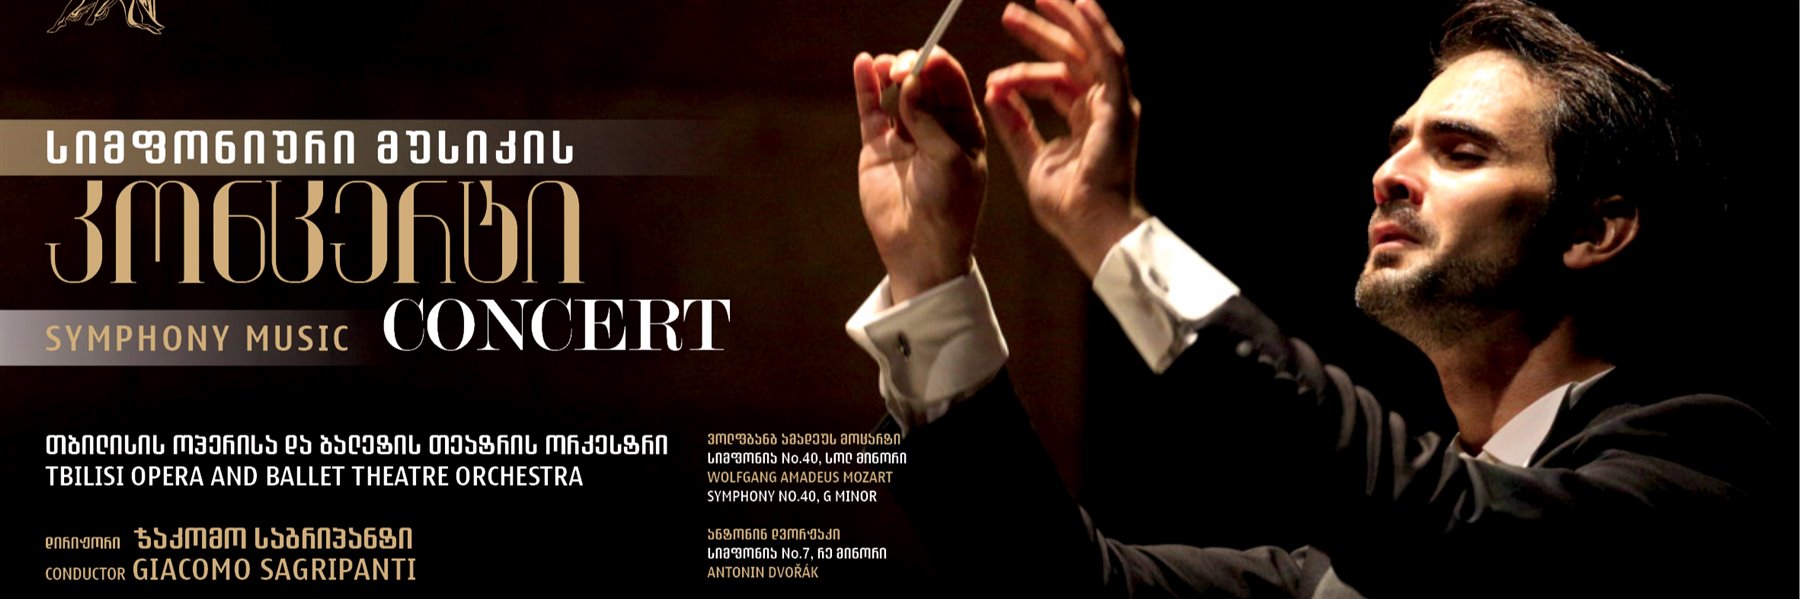 სიმფონიური მუსიკის
კონცერტი
SYMPHONY MUSIC CONCERT
თბილისის ოპერისა და ბალეტის თეატრის ორკესტრი
TBILISI OPERA AND BALLET THEATRE ORCHESTRA
დირიჟორი ჯაკომო საგრიპანტი
CONDUCTOR GIACOMO SAGRIPANTI
ვოლფგანგ ამადეუს მოცარტი
სიმფონია No.40, სოლ მინორი
WOLFGANG AMADEUS MOZART
SYMPHONY NO.40, G MINOR
ანტონინ დვორჟაკი
სიმფონია No.7, რე მინორი
ANTONIN DVOŘÁK